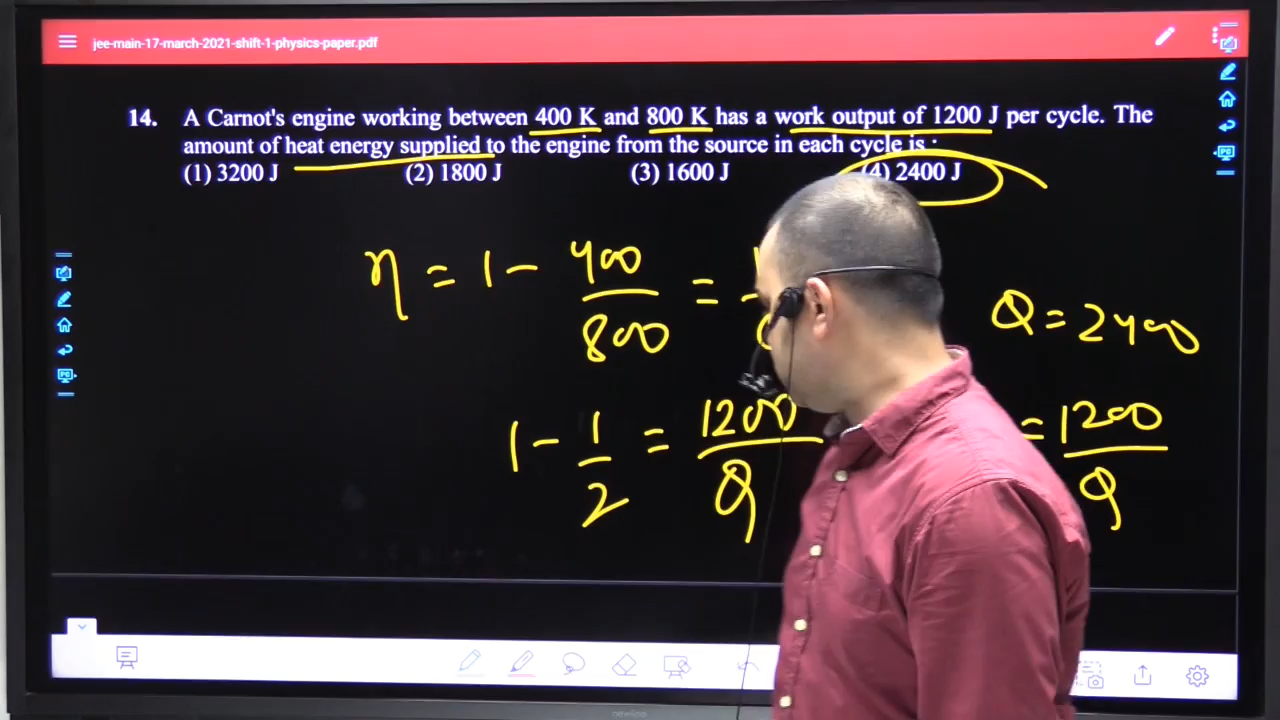 jee-main-17-march-2021-shift-1-physics-paper.pdf
14. A Carnot's engine working between 400 K and 800 K has a work output of 1200 J per cycle. The
amount of heat energy supplied to the engine from the source in each cycle is :
(1) 3200 J (2) 1800 J (3) 1600 J (4) 2400 J
η = 1 - 400/800 =
Q = 2400
1 - 1/2 = 1200/Q = 1200/Q
PC
PC
newline